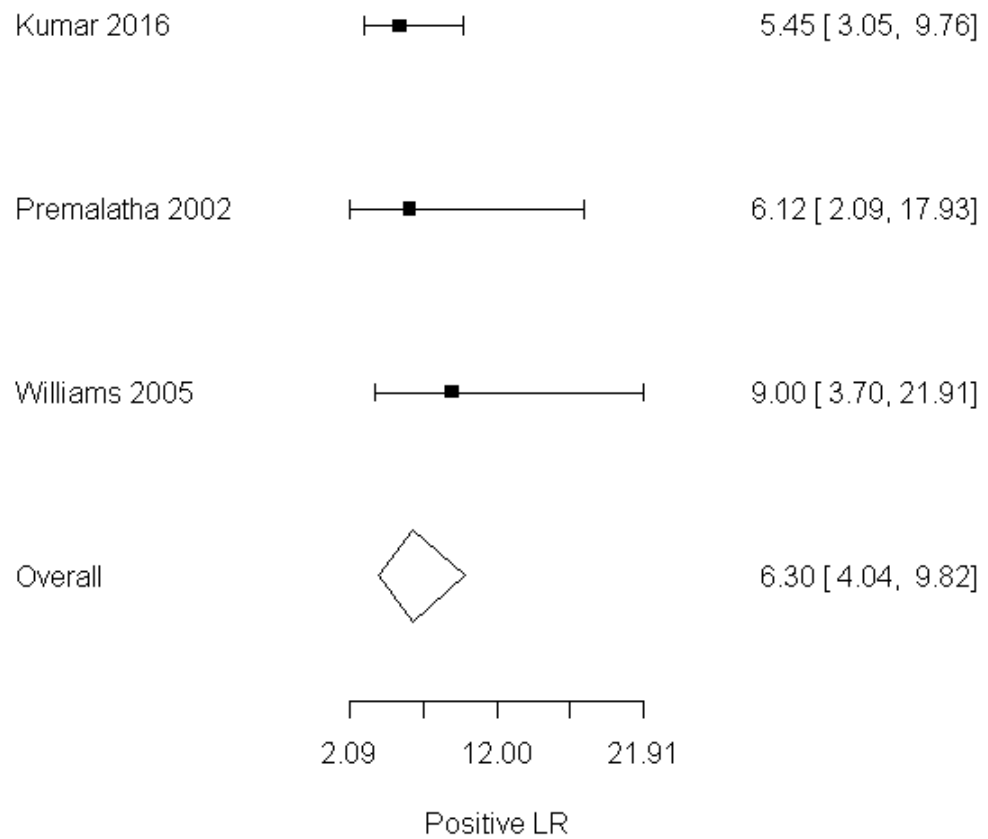 Kumar 2016 5.45 [ 3.05, 9.76]
Premalatha 2002 6.12 [ 2.09, 17.93]
Williams 2005 9.00 [ 3.70, 21.91]
Overall 6.30 [ 4.04, 9.82]
2.09 12.00 21.91
Positive LR